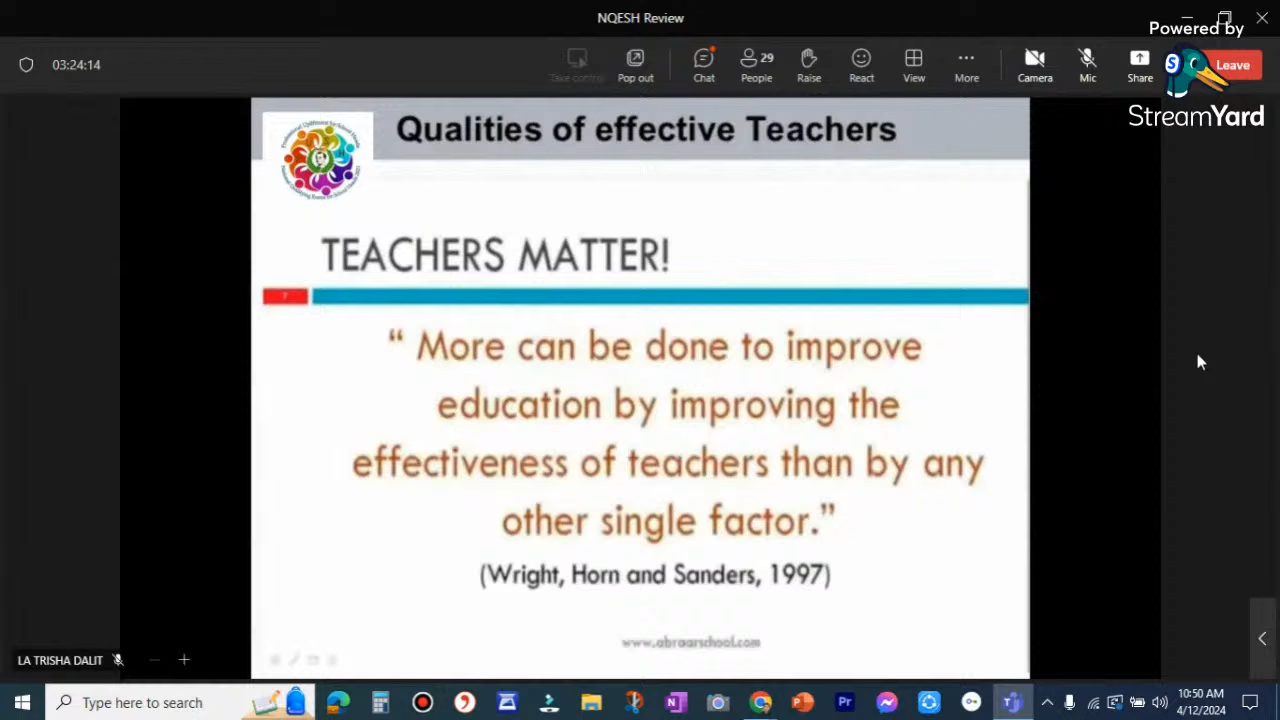 NQESH Review
Powered by
StreamYard
03:24:14
Take control
Pop out
Chat
29
People
Raise
React
View
More
Camera
Mic
Share
Leave
Qualities of effective Teachers
TEACHERS MATTER!
7
“ More can be done to improve
education by improving the
effectiveness of teachers than by any
other single factor.”
(Wright, Horn and Sanders, 1997)
www.abraarschool.com
LA TRISHA DALIT
Type here to search
10:50 AM
4/12/2024